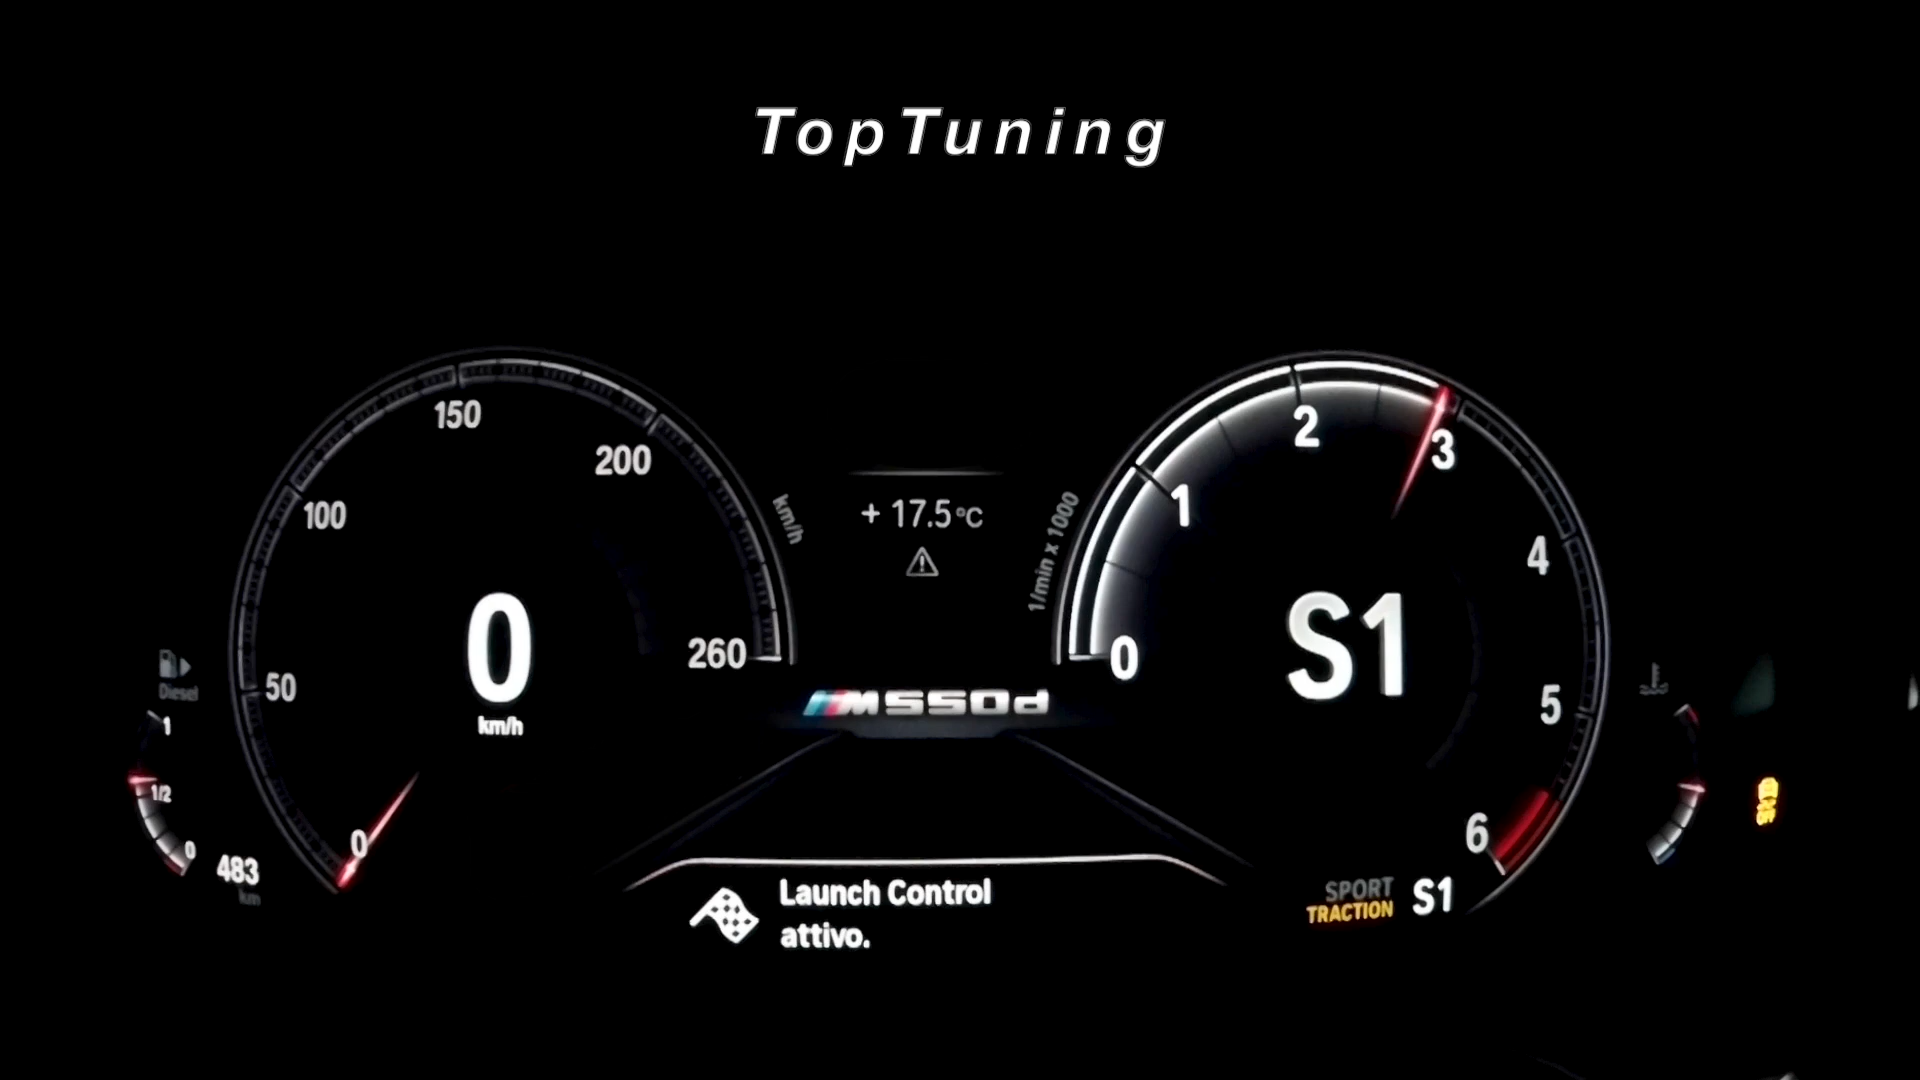 TopTuning
150
200
100
50
0
260
km/h
0
km/h
+ 17.5°C
1/min x 1000
0
1
2
3
4
5
6
S1
M550d
Diesel
1
1/2
0
483
km
Launch Control
attivo.
SPORT
TRACTION
S1